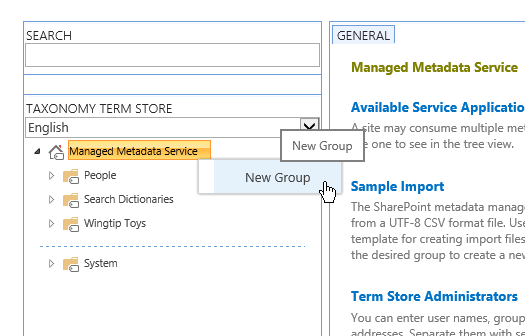 SEARCH
TAXONOMY TERM STORE
English
Managed Metadata Service
People
Search Dictionaries
Wingtip Toys
System
New Group
New Group
GENERAL
Managed Metadata Service
Available Service Applicatio
A site may consume multiple met
the one to see in the tree view.
Sample Import
The SharePoint metadata manag
from a UTF-8 CSV format file. Use
template for creating import files
the desired group to create a new
Term Store Administrators
You can enter user names, group
addresses. Separate them with se